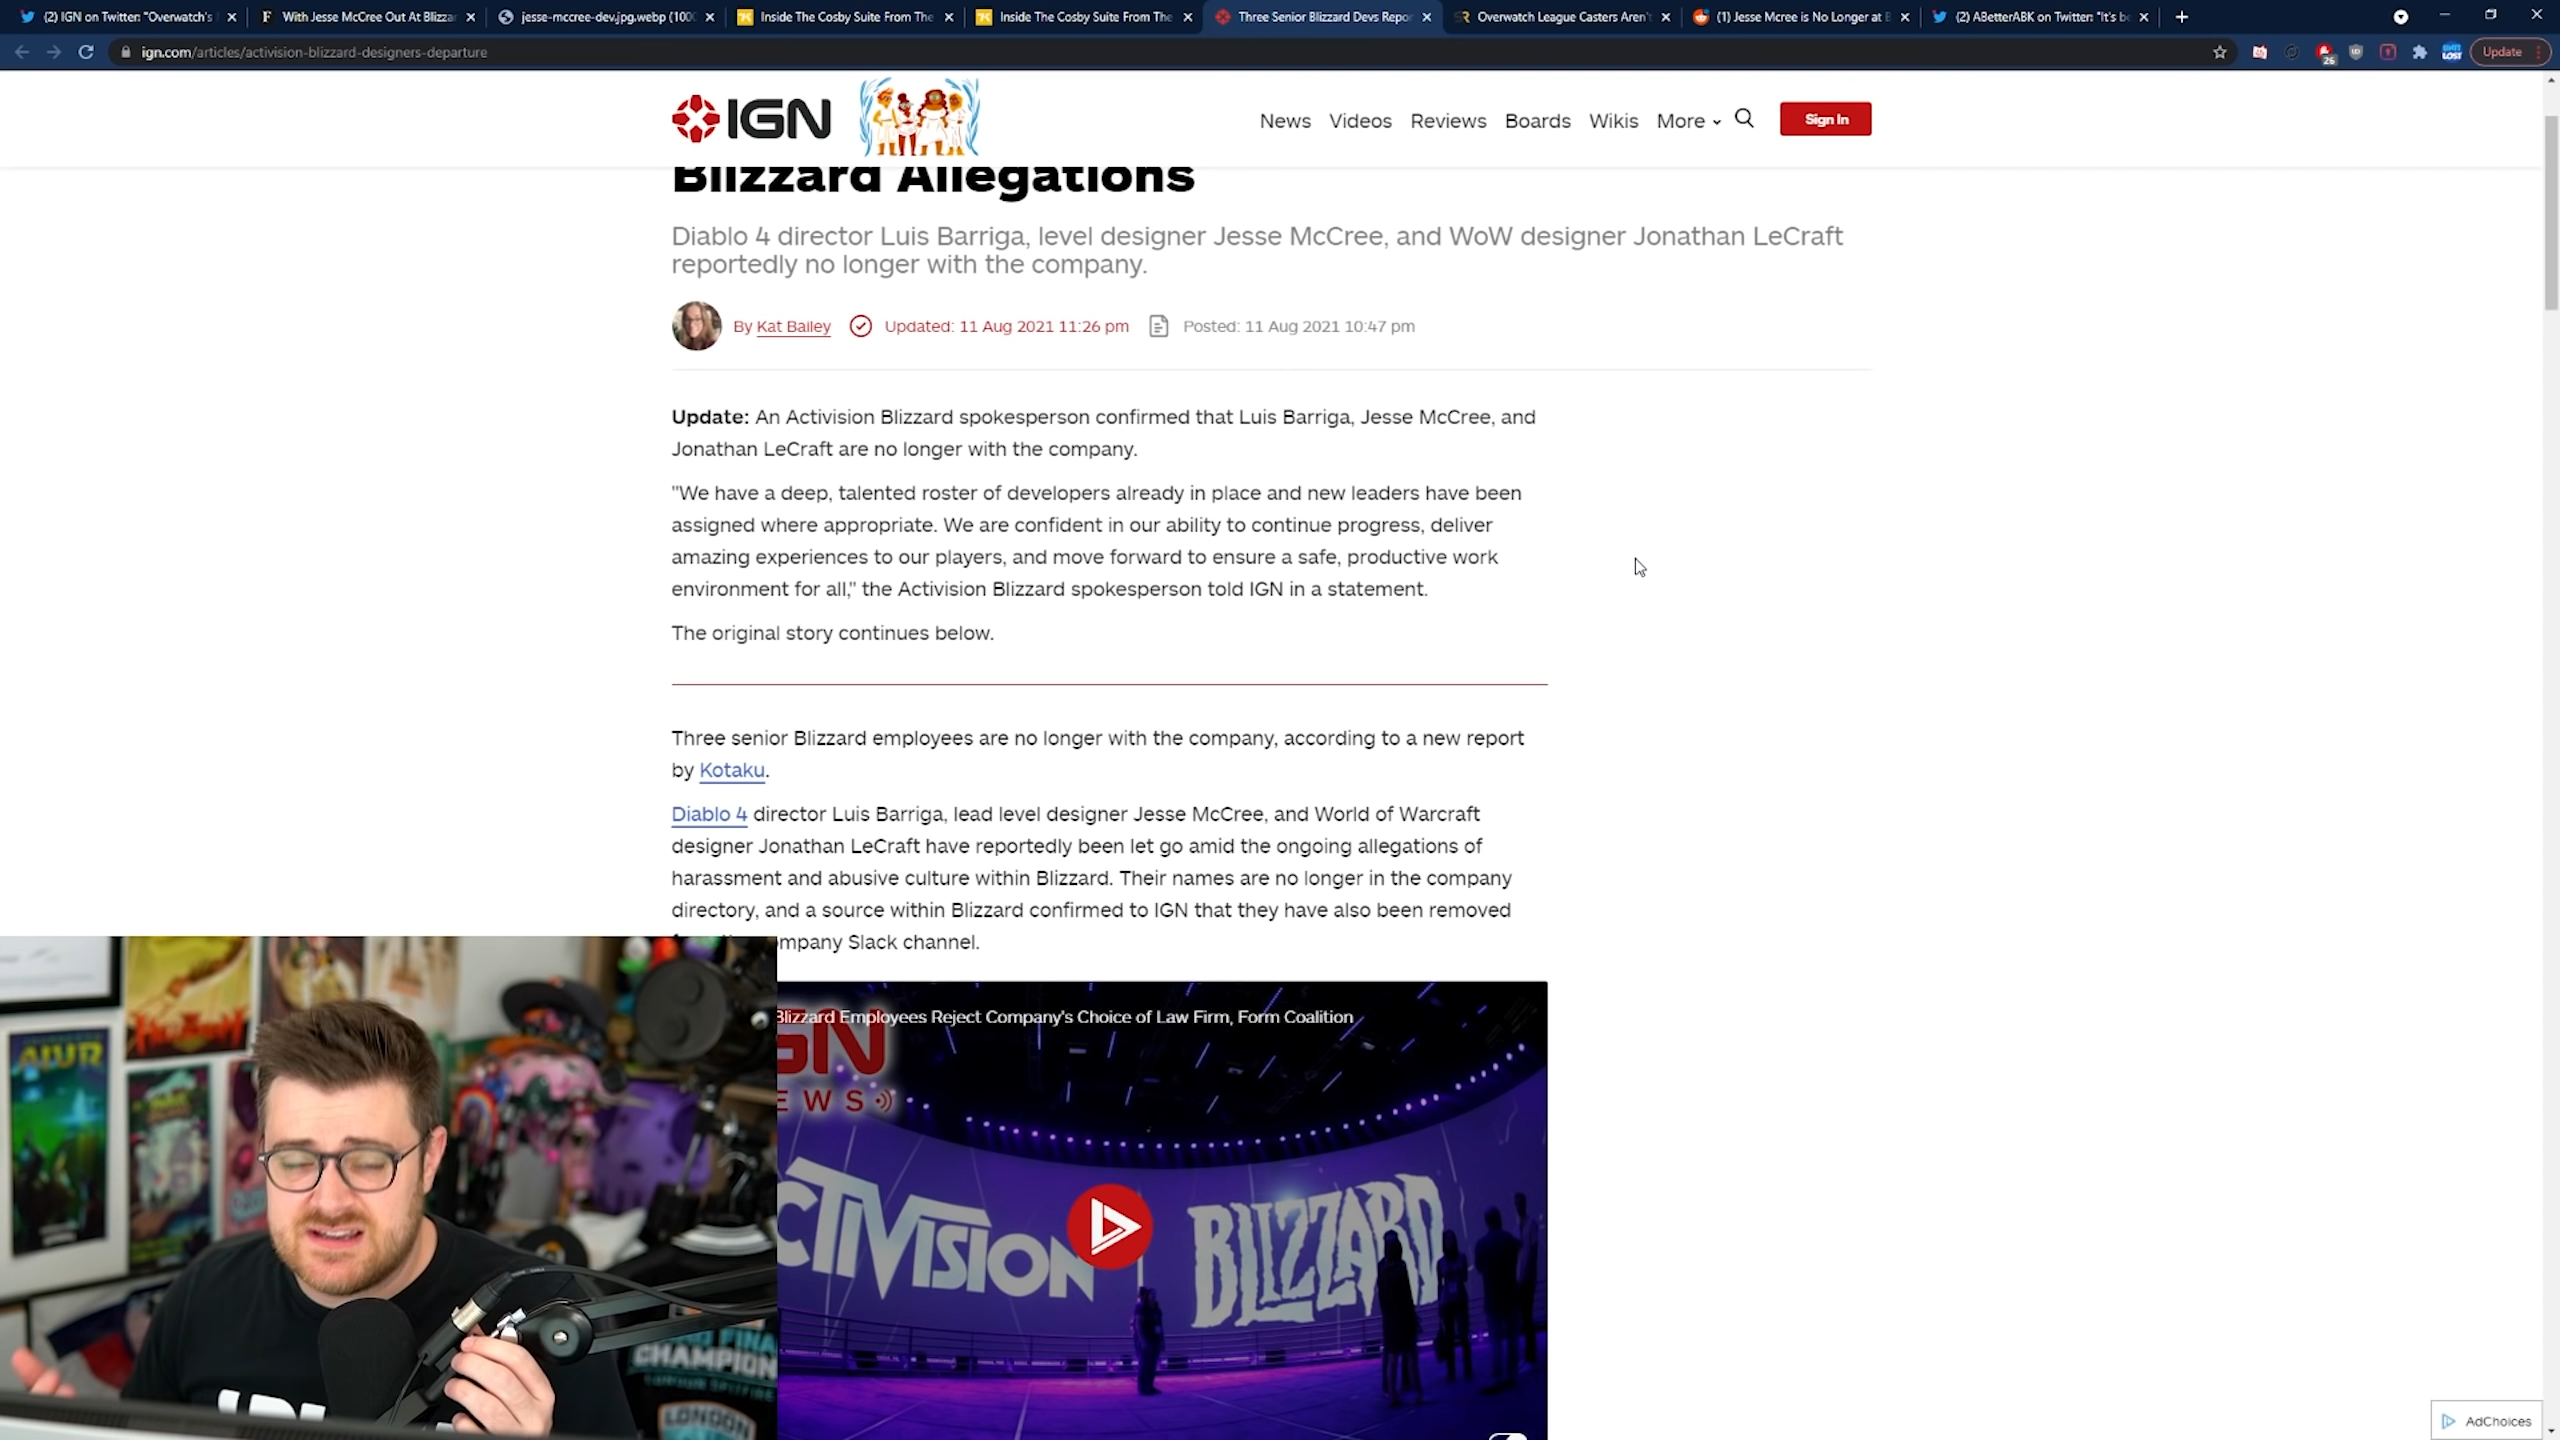 (2) IGN on Twitter: "Overwatch's
With Jesse McCree Out At Blizza
jesse-mccree-dev.jpg.webp (100
Inside The Cosby Suite From The
Inside The Cosby Suite From The
Three Senior Blizzard Devs Repo
Overwatch League Casters Aren't
(1) Jesse Mcree is No Longer at B
(2) ABetterABK on Twitter: "It's b
ign.com/articles/activision-blizzard-designers-departure
26
Update
IGN
News
Videos
Reviews
Boards
Wikis
More
Sign In
Blizzard Allegations
Diablo 4 director Luis Barriga, level designer Jesse McCree, and WoW designer Jonathan LeCraft
reportedly no longer with the company.
By Kat Bailey
Updated: 11 Aug 2021 11:26 pm
Posted: 11 Aug 2021 10:47 pm
Update: An Activision Blizzard spokesperson confirmed that Luis Barriga, Jesse McCree, and
Jonathan LeCraft are no longer with the company.
"We have a deep, talented roster of developers already in place and new leaders have been
assigned where appropriate. We are confident in our ability to continue progress, deliver
amazing experiences to our players, and move forward to ensure a safe, productive work
environment for all," the Activision Blizzard spokesperson told IGN in a statement.
The original story continues below.
Three senior Blizzard employees are no longer with the company, according to a new report
by Kotaku.
Diablo 4 director Luis Barriga, lead level designer Jesse McCree, and World of Warcraft
designer Jonathan LeCraft have reportedly been let go amid the ongoing allegations of
harassment and abusive culture within Blizzard. Their names are no longer in the company
directory, and a source within Blizzard confirmed to IGN that they have also been removed
ompany Slack channel.
Blizzard Employees Reject Company's Choice of Law Firm, Form Coalition
GN
EWS
CTIVISION
BLIZZARD
CHAMPION
LONDON
AdChoices